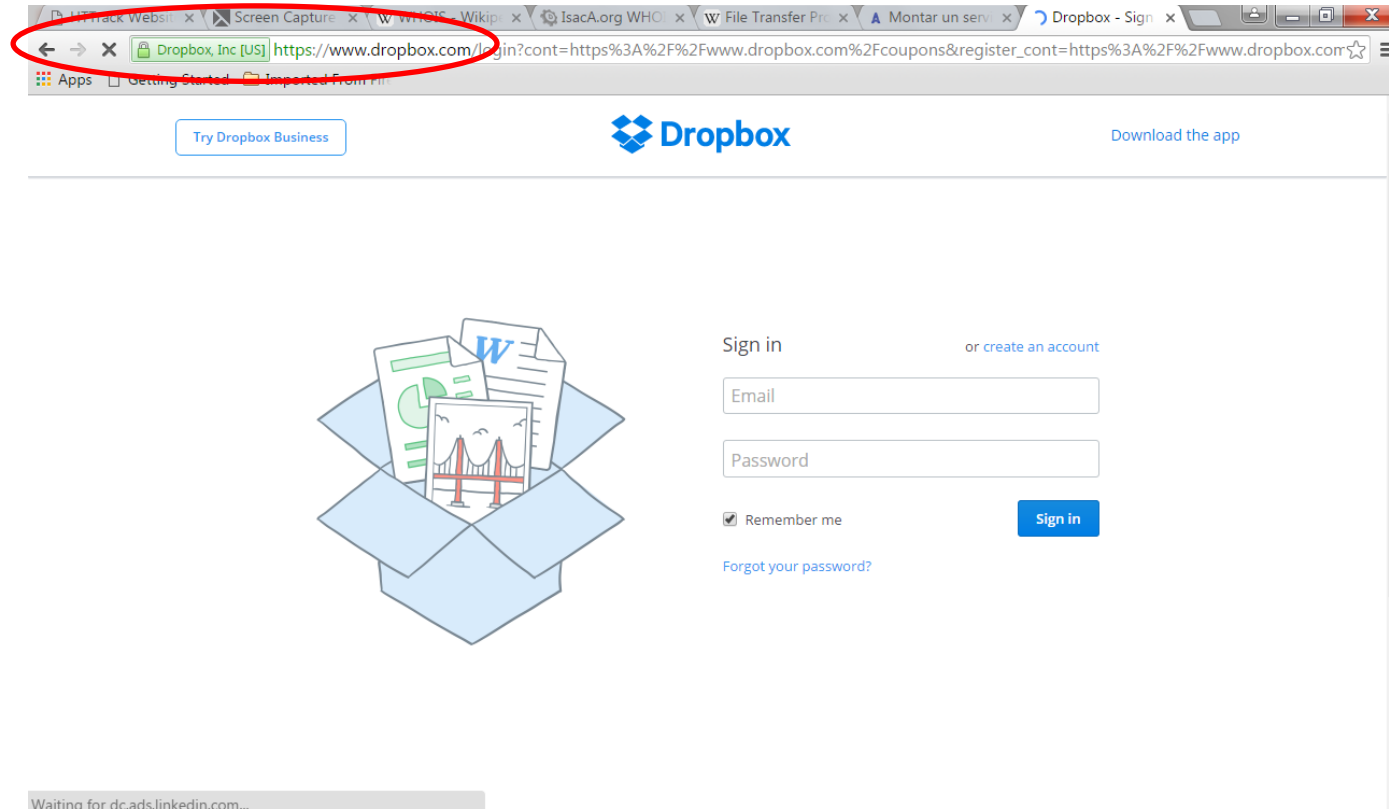 HTTrack Websit Screen Capture WHOIS - Wikip IsacA.org WHO File Transfer Pro Montar un serv Dropbox - Sign
Dropbox, Inc [US] https://www.dropbox.com/login?cont=https%3A%2F%2Fwww.dropbox.com%2Fcoupons&register_cont=https%3A%2F%2Fwww.dropbox.com
Apps Getting Started Imported From
Try Dropbox Business
Dropbox
Download the app
W
Sign in or create an account
Email
Password
Remember me Sign in
Forgot your password?
Waiting for dc.ads.linkedin.com...